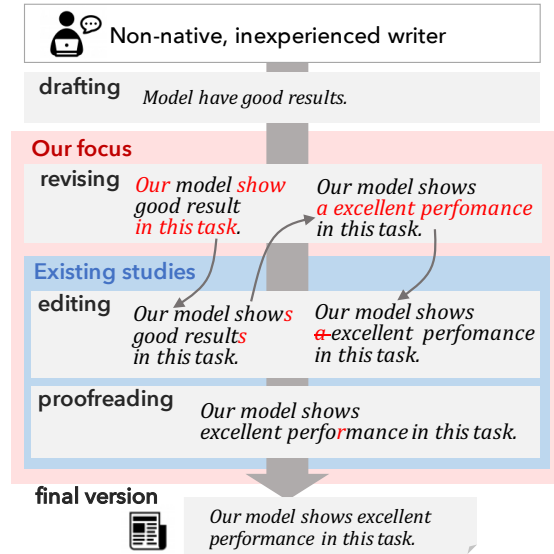 Non-native, inexperienced writer
drafting
Model have good results.
Our focus
revising
Our model show
good result
in this task.
Our model shows
a excellent perfomance
in this task.
Existing studies
editing
Our model shows
good results
in this task.
Our model shows
a excellent perfomance
in this task.
proofreading
Our model shows
excellent performance in this task.
final version
Our model shows excellent
performance in this task.